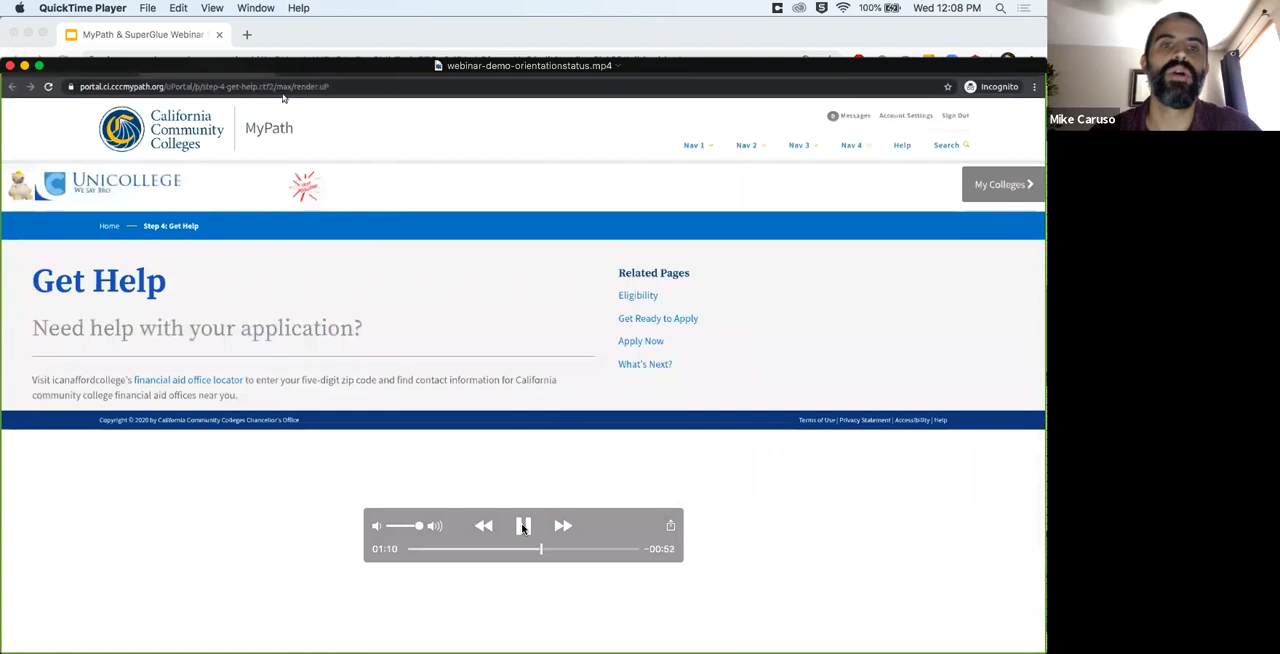 QuickTime Player File Edit View Window Help 100% Wed 12:08 PM
MyPath & SuperGlue Webinar
webinar-demo-orientationstatus.mp4
portal.ci.cccmypath.org/uPortal/p/step-4-get-help.ctf2/max/render.uP Incognito
Mike Caruso
California
Community
Colleges
MyPath
Messages Account Settings Sign Out
Nav 1 Nav 2 Nav 3 Nav 4 Help Search
UNICOLLEGE
WE SAY BRO
My Colleges
Home — Step 4: Get Help
Get Help
Need help with your application?
Visit icanaffordcollege's financial aid office locator to enter your five-digit zip code and find contact information for California
community college financial aid offices near you.
Related Pages
Eligibility
Get Ready to Apply
Apply Now
What's Next?
Copyright © 2020 by California Community Colleges Chancellor's Office Terms of Use | Privacy Statement | Accessibility | Help
01:10 -00:52